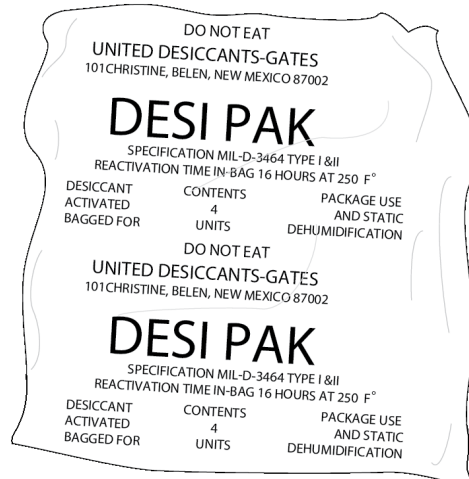 DO NOT EAT
UNITED DESICCANTS-GATES
101CHRISTINE, BELEN, NEW MEXICO 87002
DESI PAK
SPECIFICATION MIL-D-3464 TYPE I &II
REACTIVATION TIME IN-BAG 16 HOURS AT 250 F°
DESICCANT CONTENTS PACKAGE USE
ACTIVATED 4 AND STATIC
BAGGED FOR UNITS DEHUMIDIFICATION
DO NOT EAT
UNITED DESICCANTS-GATES
101CHRISTINE, BELEN, NEW MEXICO 87002
DESI PAK
SPECIFICATION MIL-D-3464 TYPE I &II
REACTIVATION TIME IN-BAG 16 HOURS AT 250 F°
DESICCANT CONTENTS PACKAGE USE
ACTIVATED 4 AND STATIC
BAGGED FOR UNITS DEHUMIDIFICATION